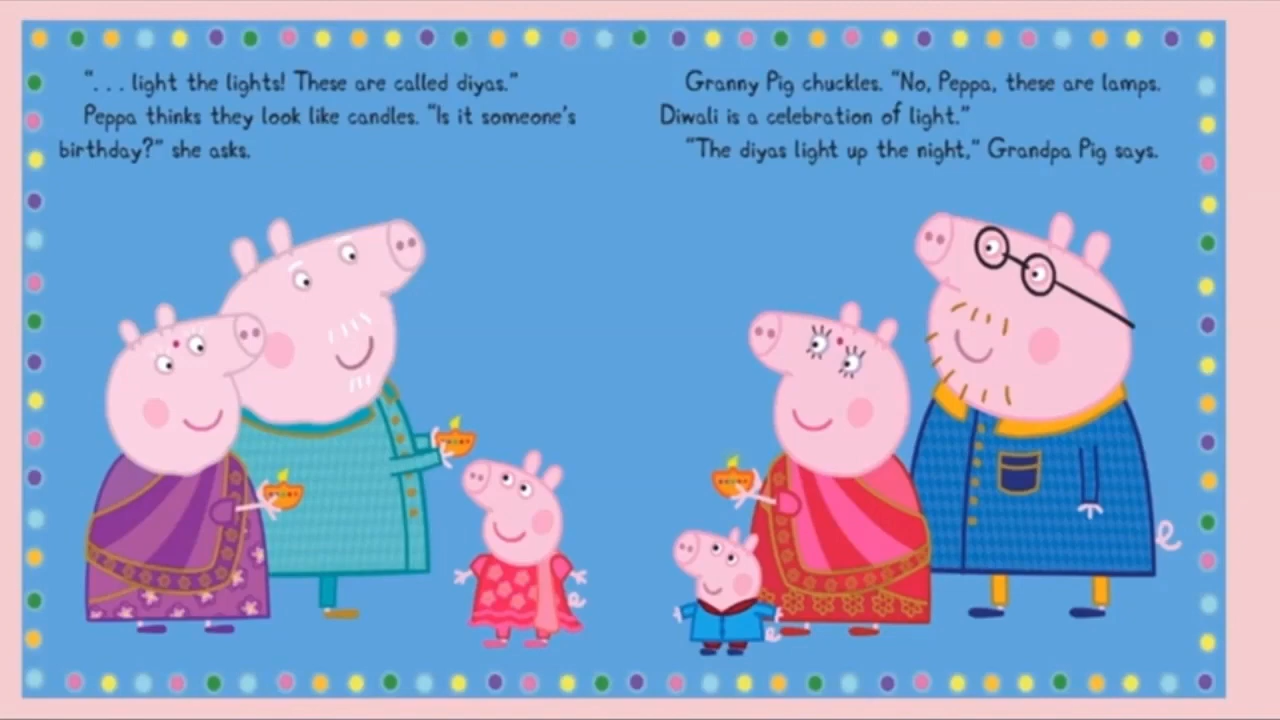 “. . . light the lights! These are called diyas.”
Peppa thinks they look like candles. “Is it someone’s
birthday?” she asks.
Granny Pig chuckles. “No, Peppa, these are lamps.
Diwali is a celebration of light.”
“The diyas light up the night,” Grandpa Pig says.